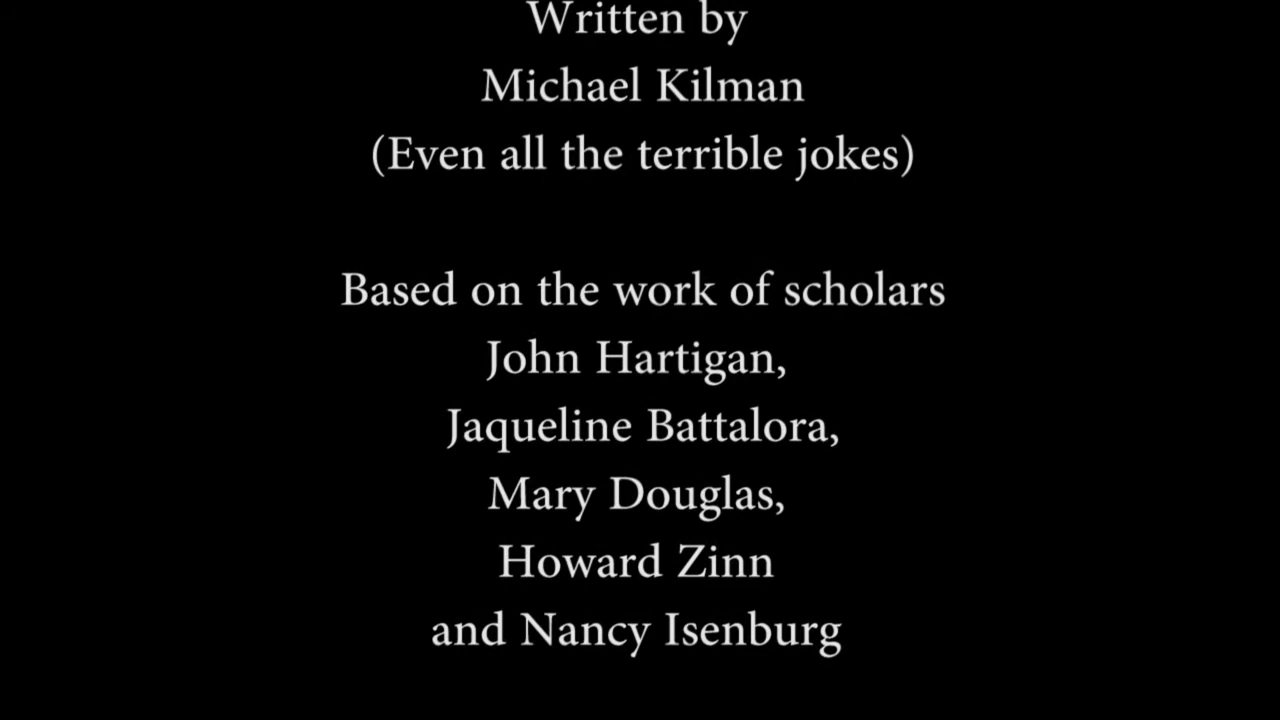 Written by
Michael Kilman
(Even all the terrible jokes)
Based on the work of scholars
John Hartigan,
Jaqueline Battalora,
Mary Douglas,
Howard Zinn
and Nancy Isenburg